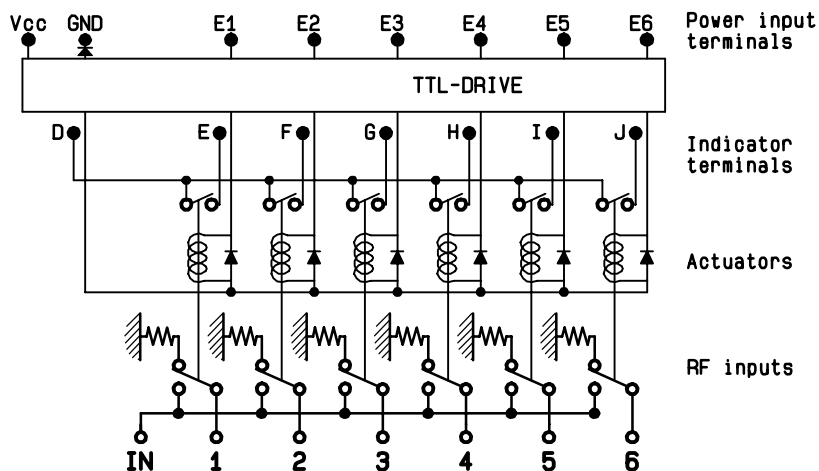 Vcc GND E1 E2 E3 E4 E5 E6 Power input
terminals
TTL-DRIVE
D E F G H I J Indicator
terminals
Actuators
RF inputs
IN 1 2 3 4 5 6